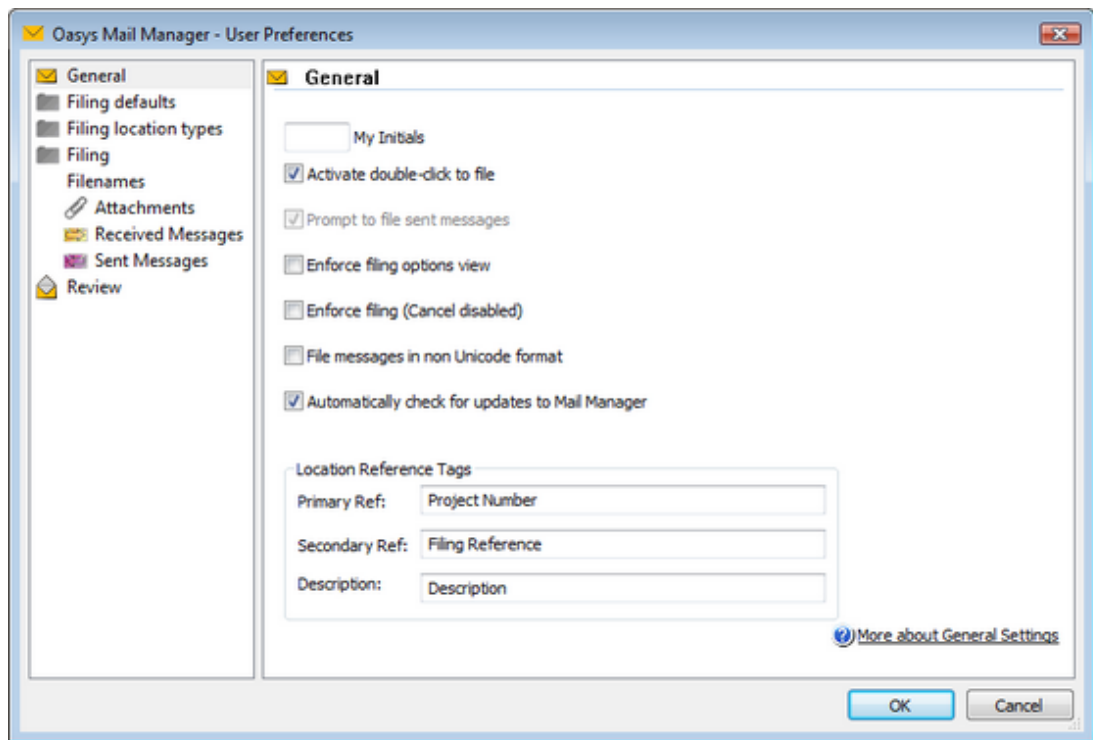 Oasys Mail Manager - User Preferences
General
Filing defaults
Filing location types
Filing
Filenames
Attachments
Received Messages
Sent Messages
Review
General
My Initials
Activate double-click to file
Prompt to file sent messages
Enforce filing options view
Enforce filing (Cancel disabled)
File messages in non Unicode format
Automatically check for updates to Mail Manager
Location Reference Tags
Primary Ref: Project Number
Secondary Ref: Filing Reference
Description: Description
More about General Settings
OK Cancel